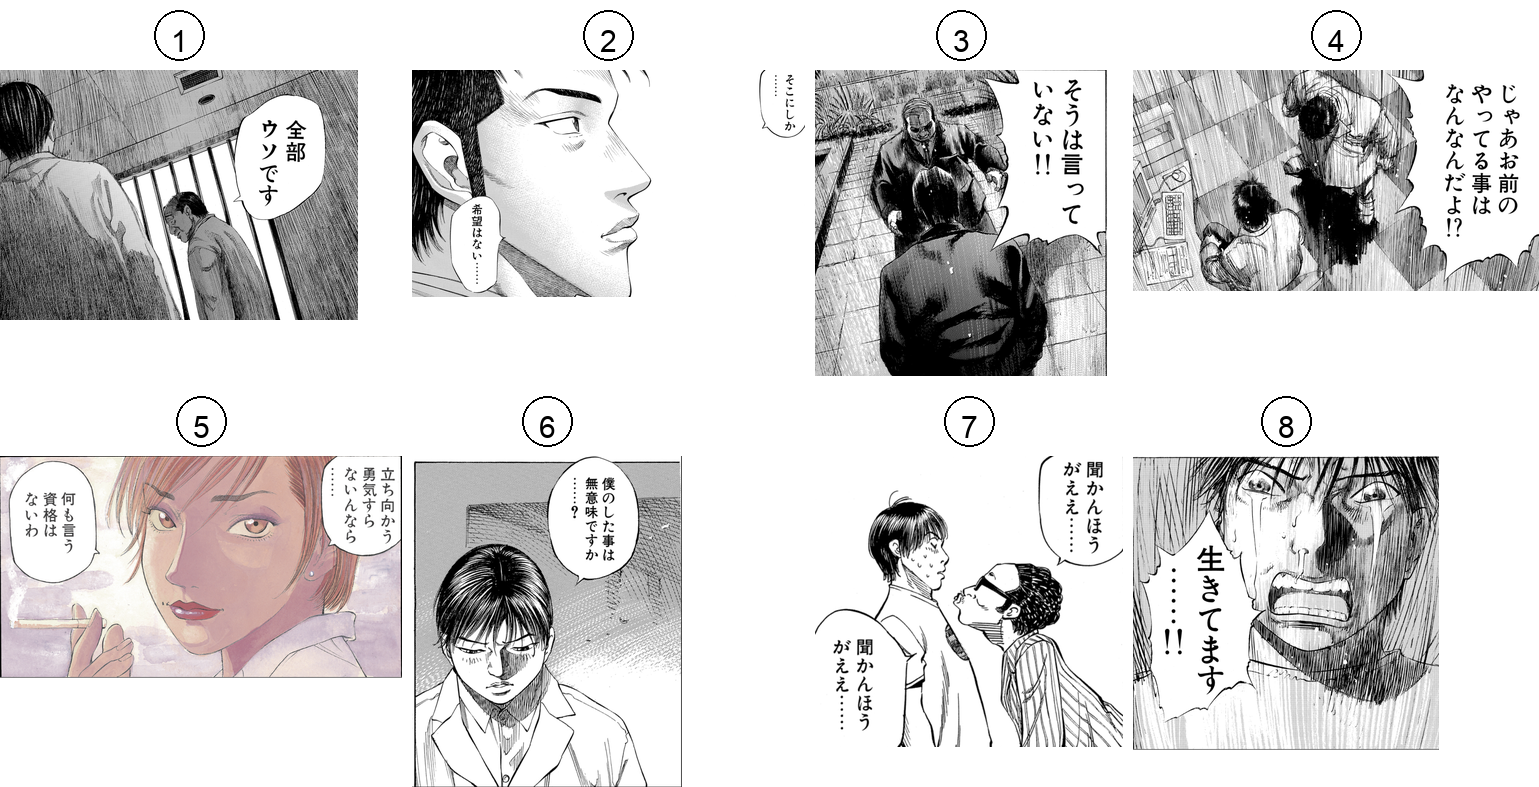 1
全部
ウソです
2
そこにしか
……
希望はない……
3
そうは言って
いない!!
4
じゃあお前の
やってる事は
なんなんだよ!?
5
立ち向かう
勇気すら
ないんなら
……
何も言う
資格は
ないわ
6
僕のした事は
無意味ですか
……?
7
聞かんほう
がええ……
聞かんほう
がええ……
8
生きてます
……!!